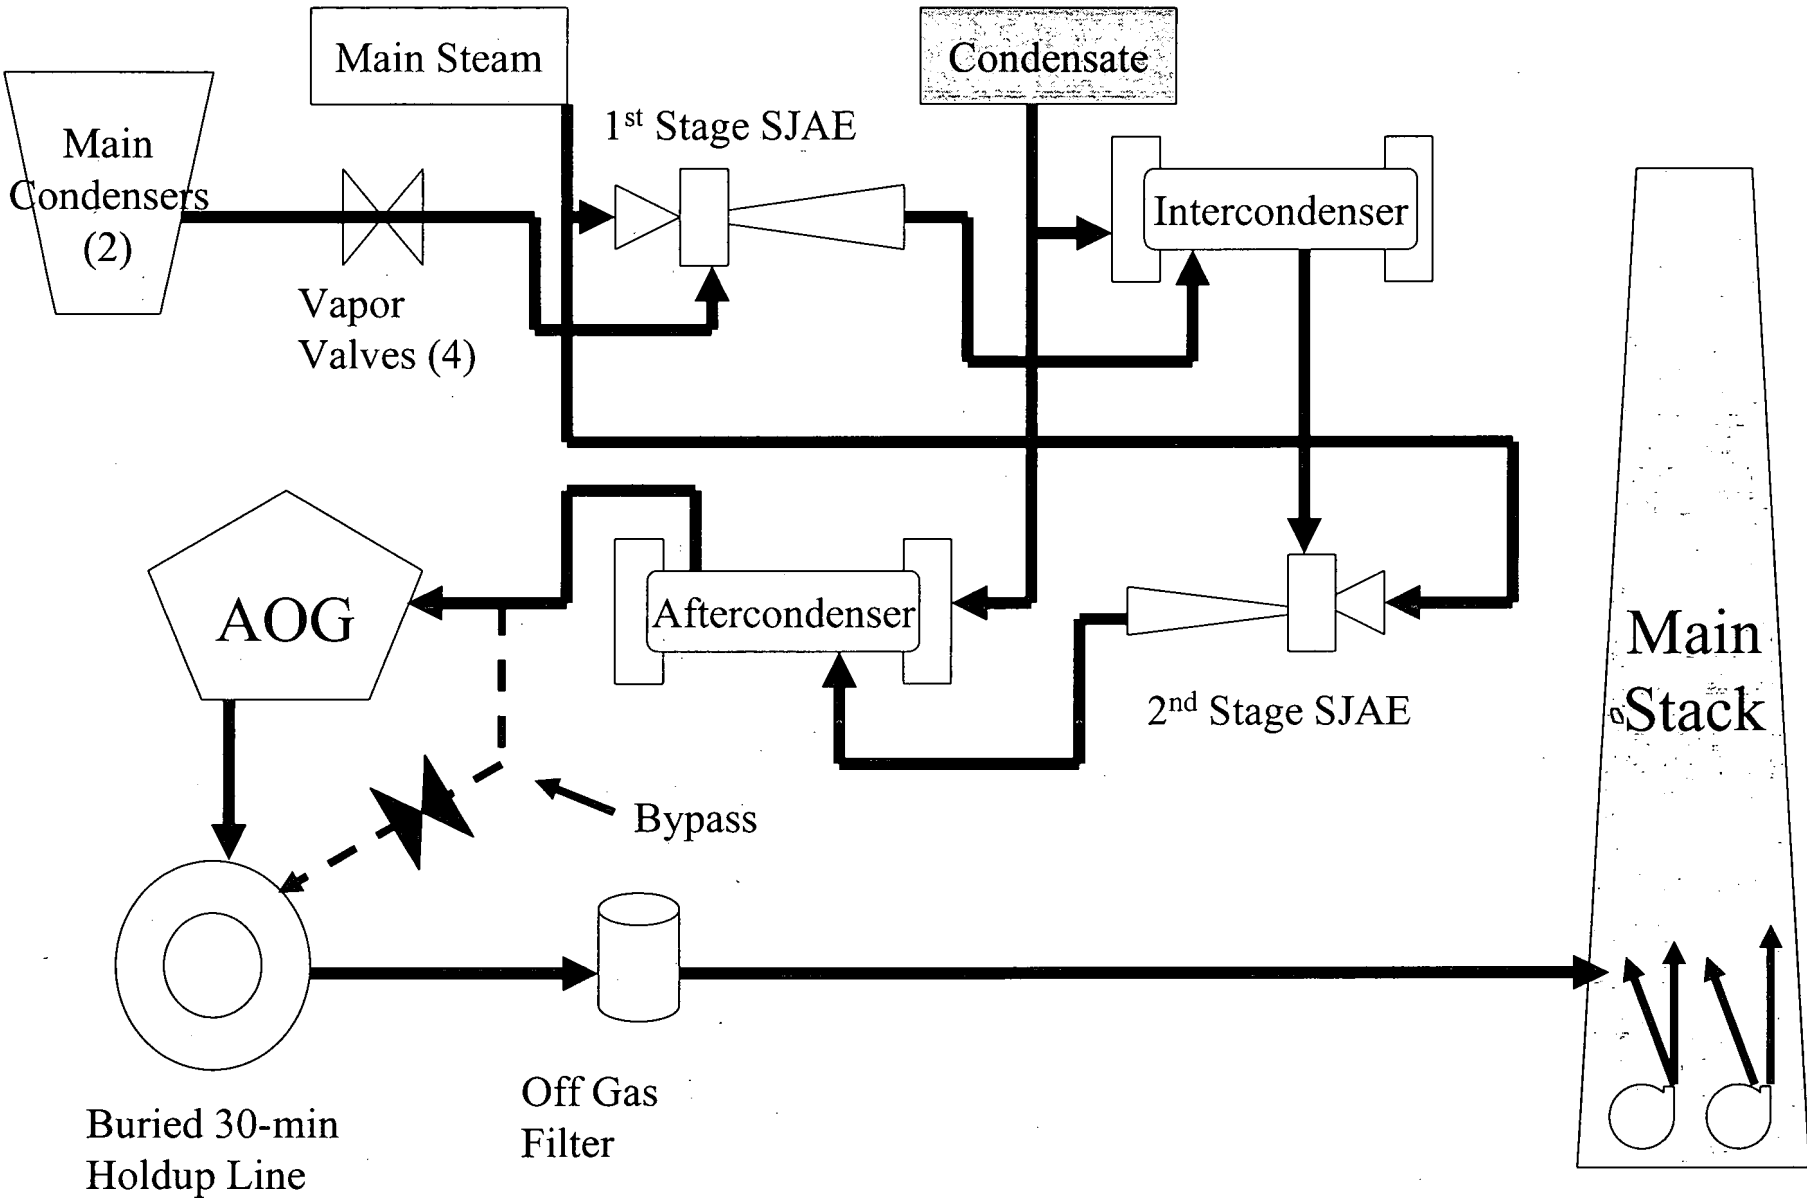 Main Steam
Condensate
1st Stage SJAE
Main
Condensers
(2)
Intercondenser
Vapor
Valves (4)
AOG
Aftercondenser
Main
Stack
2nd Stage SJAE
Bypass
Off Gas
Filter
Buried 30-min
Holdup Line